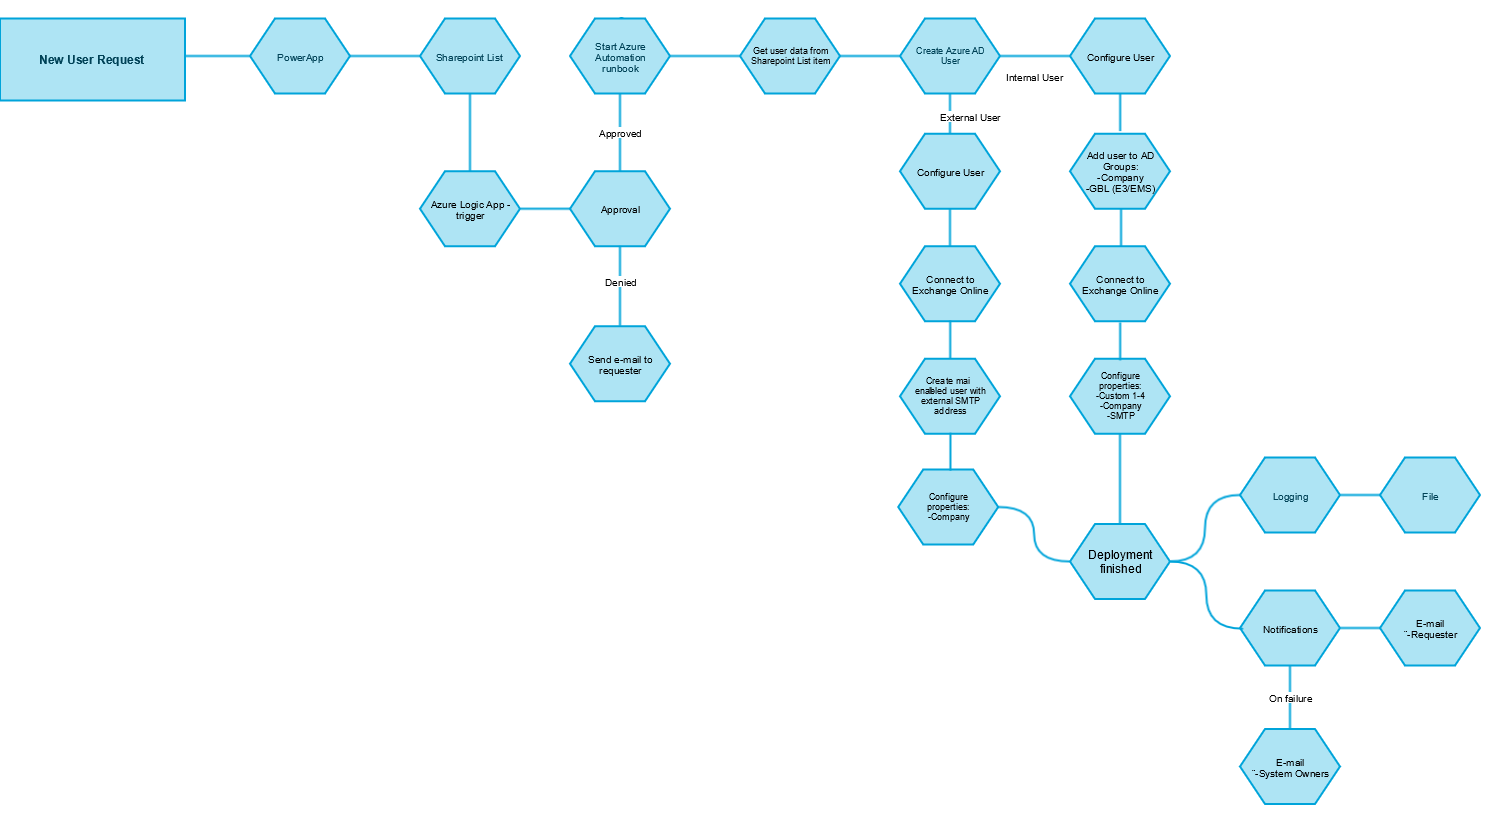 New User Request
PowerApp
Sharepoint List
Start Azure
Automation
runbook
Get user data from
Sharepoint List item
Create Azure AD
User
Internal User
Configure User
Approved
External User
Azure Logic App -
trigger
Approval
Configure User
Add user to AD
Groups:
-Company
-GBL (E3/EMS)
Denied
Connect to
Exchange Online
Connect to
Exchange Online
Send e-mail to
requester
Create mai
enabled user with
external SMTP
address
Configure
properties:
-Custom 1-4
-Company
-SMTP
Configure
properties:
-Company
Deployment
finished
Logging
File
Notifications
E-mail
¨-Requester
On failure
E-mail
¨-System Owners